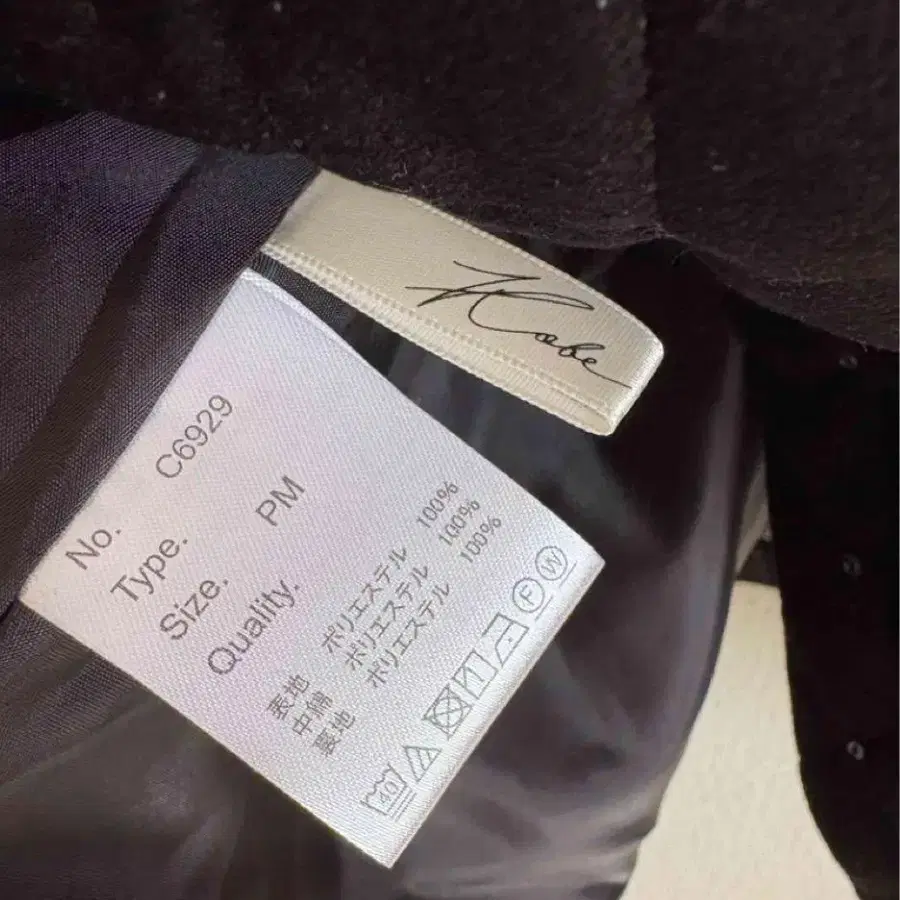 No. C6929
Type.
Size. PM
Quality.
表地 ポリエステル 100%
中綿 ポリエステル 100%
裏地 ポリエステル 100%
40 F W